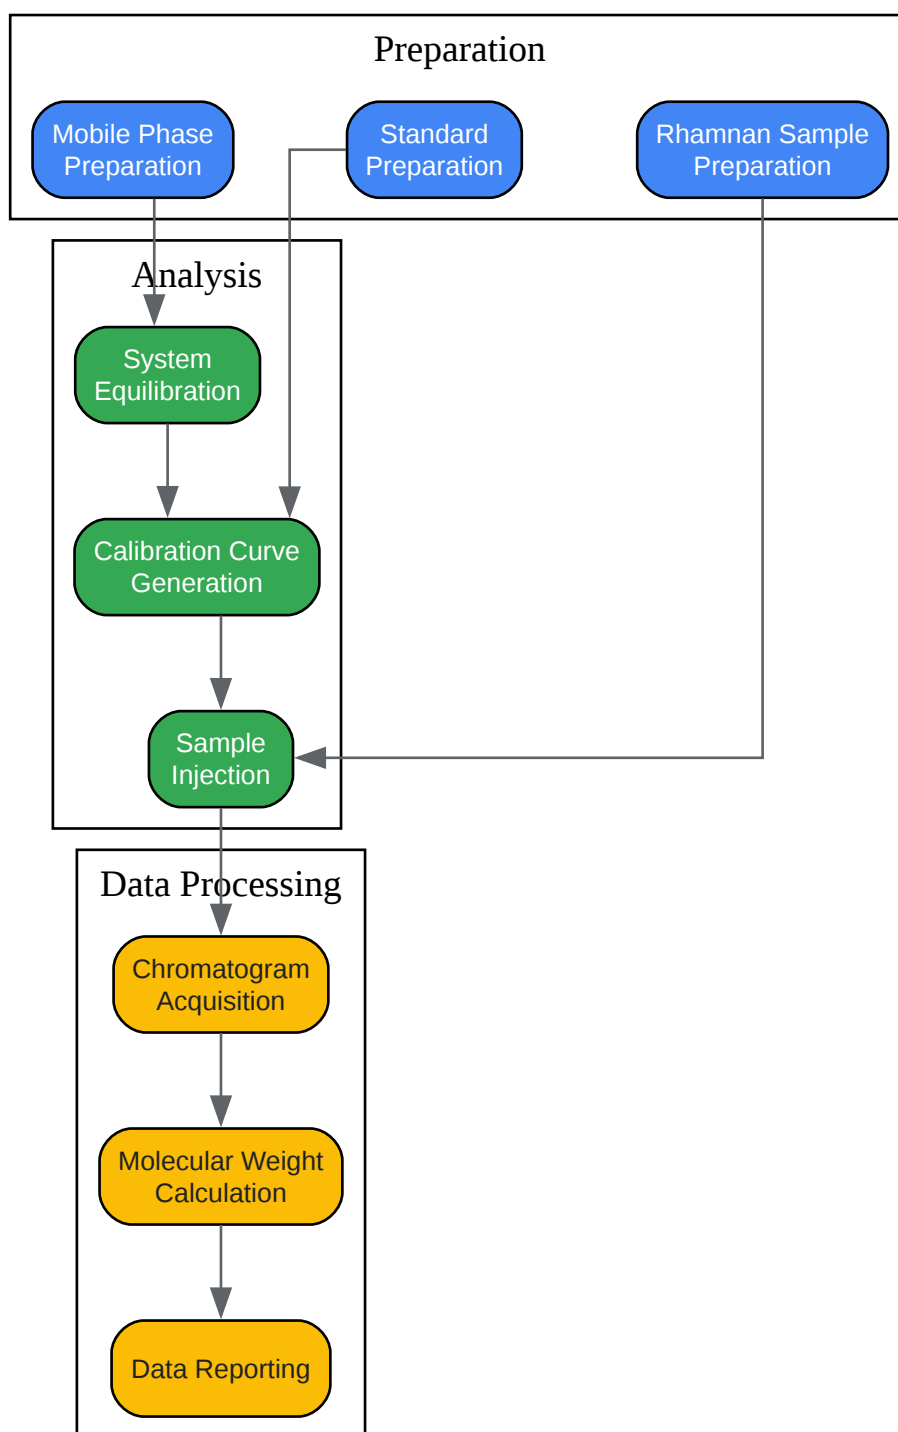 Preparation
Mobile Phase
Preparation
Standard
Preparation
Rhamnan Sample
Preparation
Analysis
System
Equilibration
Calibration Curve
Generation
Sample
Injection
Data Processing
Chromatogram
Acquisition
Molecular Weight
Calculation
Data Reporting